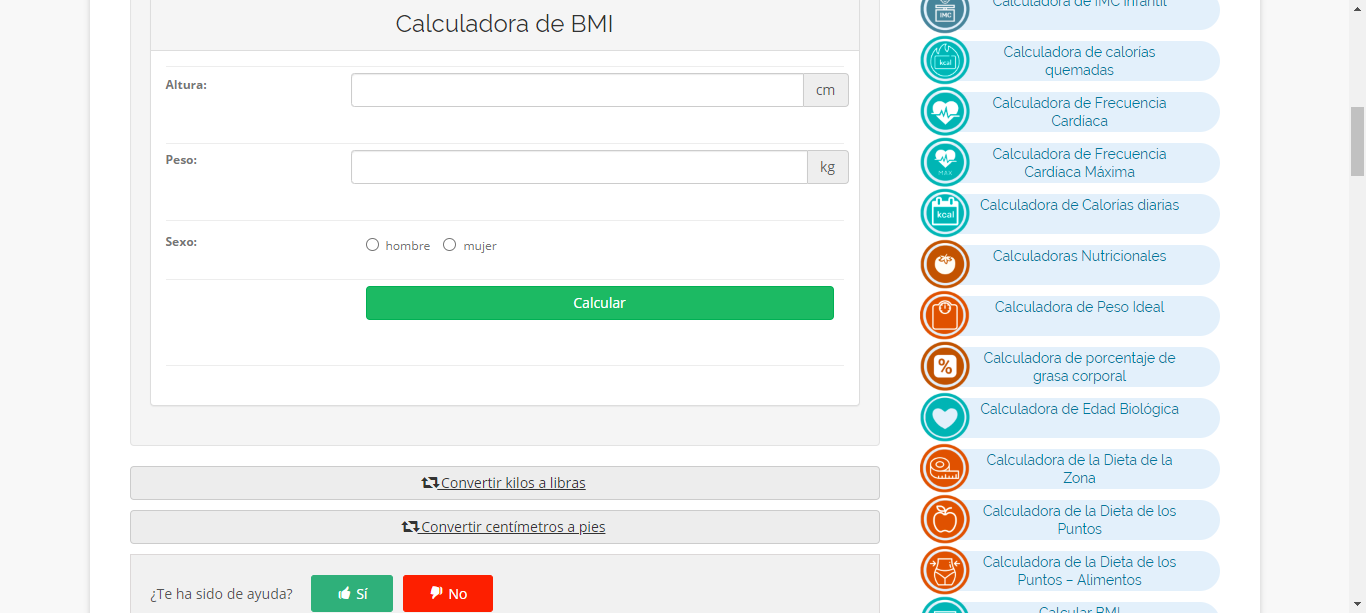 Calculadora de BMI
Altura:
cm
Peso:
kg
Sexo:
hombre
mujer
Calcular
Convertir kilos a libras
Convertir centímetros a pies
¿Te ha sido de ayuda?
Sí
No
IMC
Calculadora de IMC Infantil
kcal
Calculadora de calorías
quemadas
Calculadora de Frecuencia
Cardíaca
MAX
Calculadora de Frecuencia
Cardíaca Máxima
kcal
Calculadora de Calorías diarias
Calculadoras Nutricionales
Calculadora de Peso Ideal
%
Calculadora de porcentaje de
grasa corporal
Calculadora de Edad Biológica
Calculadora de la Dieta de la
Zona
Calculadora de la Dieta de los
Puntos
Calculadora de la Dieta de los
Puntos – Alimentos
Calcular BMI